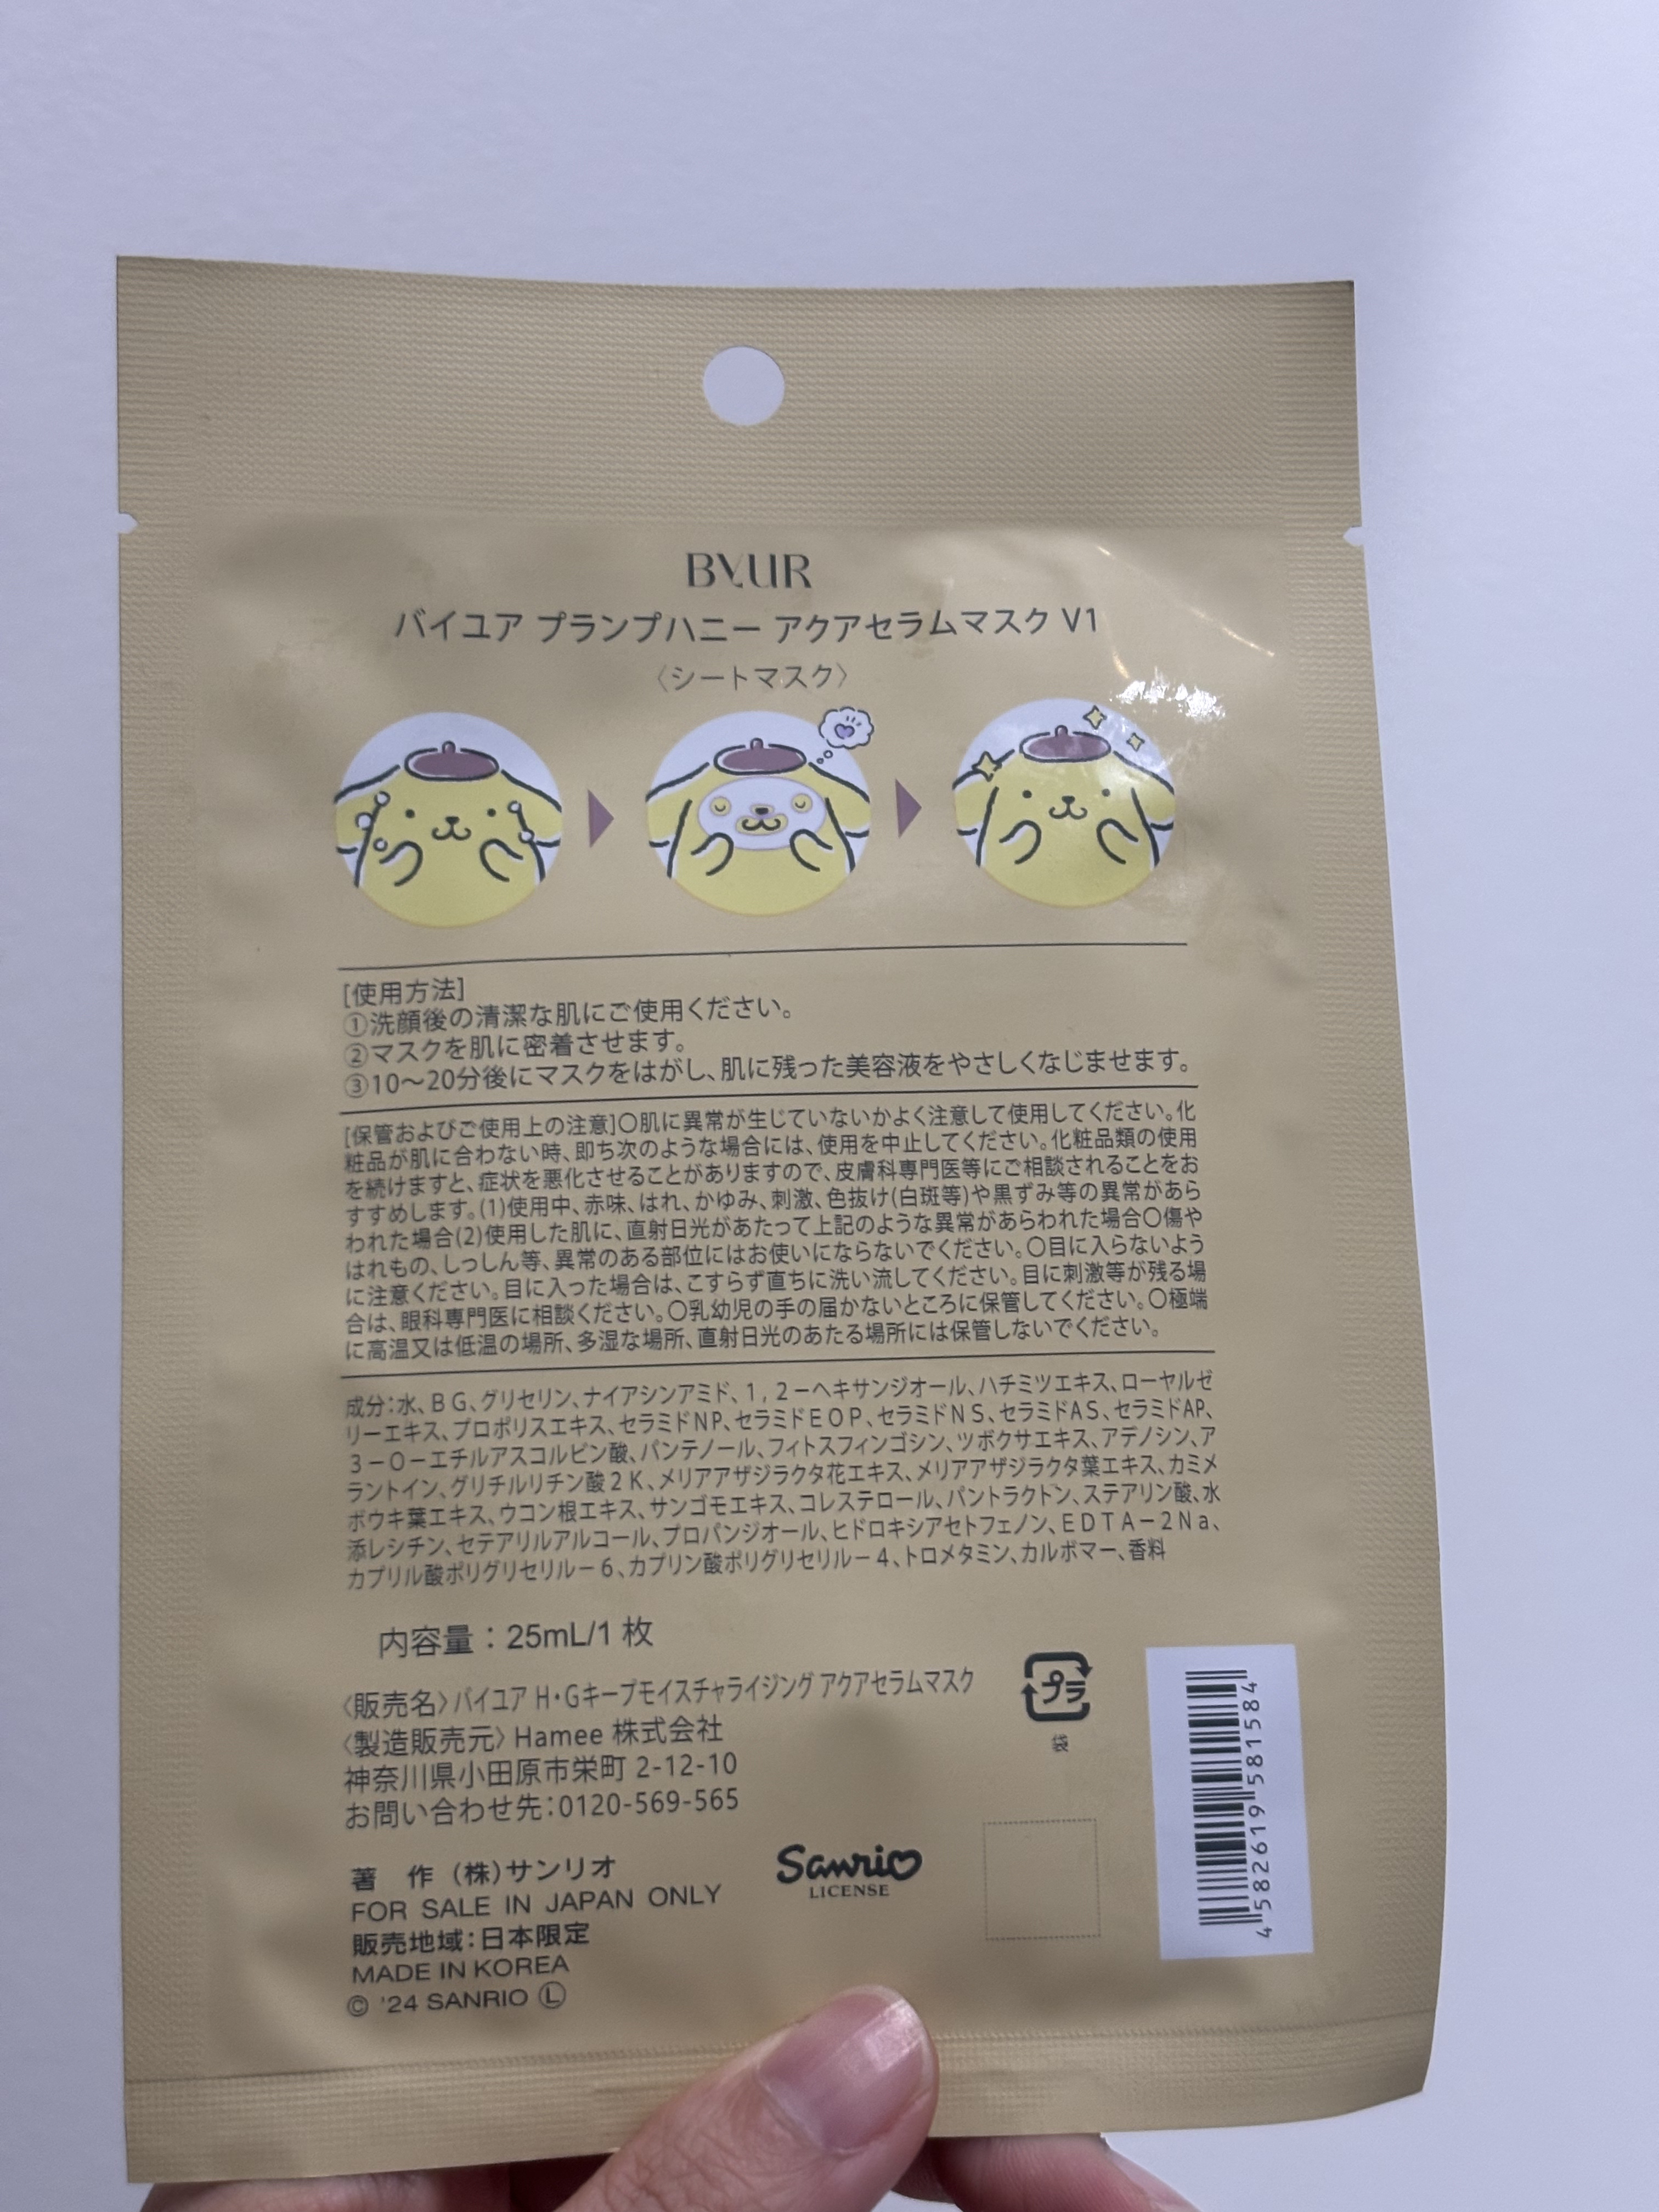 BYUR
バイユア プランプハニー アクアセラムマスク V1
〈シートマスク〉
[使用方法]
①洗顔後の清潔な肌にご使用ください。
②マスクを肌に密着させます。
③10〜20分後にマスクをはがし、肌に残った美容液をやさしくなじませます。
[保管およびご使用上の注意]〇肌に異常が生じていないかよく注意して使用してください。化
粧品が肌に合わない時、即ち次のような場合には、使用を中止してください。化粧品類の使用
を続けますと、症状を悪化させることがありますので、皮膚科専門医等にご相談されることをお
すすめします。(1)使用中、赤味、はれ、かゆみ、刺激、色抜け(白斑等)や黒ずみ等の異常があら
われた場合(2)使用した肌に、直射日光があたって上記のような異常があらわれた場合〇傷や
はれもの、しっしん等、異常のある部位にはお使いにならないでください。〇目に入らないよう
に注意ください。目に入った場合は、こすらず直ちに洗い流してください。目に刺激等が残る場
合は、眼科専門医に相談ください。〇乳幼児の手の届かないところに保管してください。〇極端
に高温又は低温の場所、多湿な場所、直射日光のあたる場所には保管しないでください。
成分：水、ＢＧ、グリセリン、ナイアシンアミド、１，２－ヘキサンジオール、ハチミツエキス、ローヤルゼ
リーエキス、プロポリスエキス、セラミドNP、セラミドＥＯＰ、セラミドＮＳ、セラミドAS、セラミドAP、
３－Ｏ－エチルアスコルビン酸、パンテノール、フィトスフィンゴシン、ツボクサエキス、アデノシン、ア
ラントイン、グリチルリチン酸２Ｋ、メリアアザジラクタ花エキス、メリアアザジラクタ葉エキス、カミメ
ボウキ葉エキス、ウコン根エキス、サンゴモエキス、コレステロール、パントラクトン、ステアリン酸、水
添レシチン、セテアリルアルコール、プロパンジオール、ヒドロキシアセトフェノン、ＥＤＴＡ－２Ｎａ、
カプリル酸ポリグリセリル－６、カプリン酸ポリグリセリル－４、トロメタミン、カルボマー、香料
内容量：25mL/1 枚
〈販売名〉バイユア H・Gキープモイスチャライジング アクアセラムマスク
〈製造販売元〉Hamee 株式会社
神奈川県小田原市栄町 2-12-10
お問い合わせ先：0120-569-565
プラ
袋
著　作 (株)サンリオ
FOR SALE IN JAPAN ONLY
販売地域：日本限定
MADE IN KOREA
© '24 SANRIO Ⓛ
Sanrio
LICENSE
4582619581584